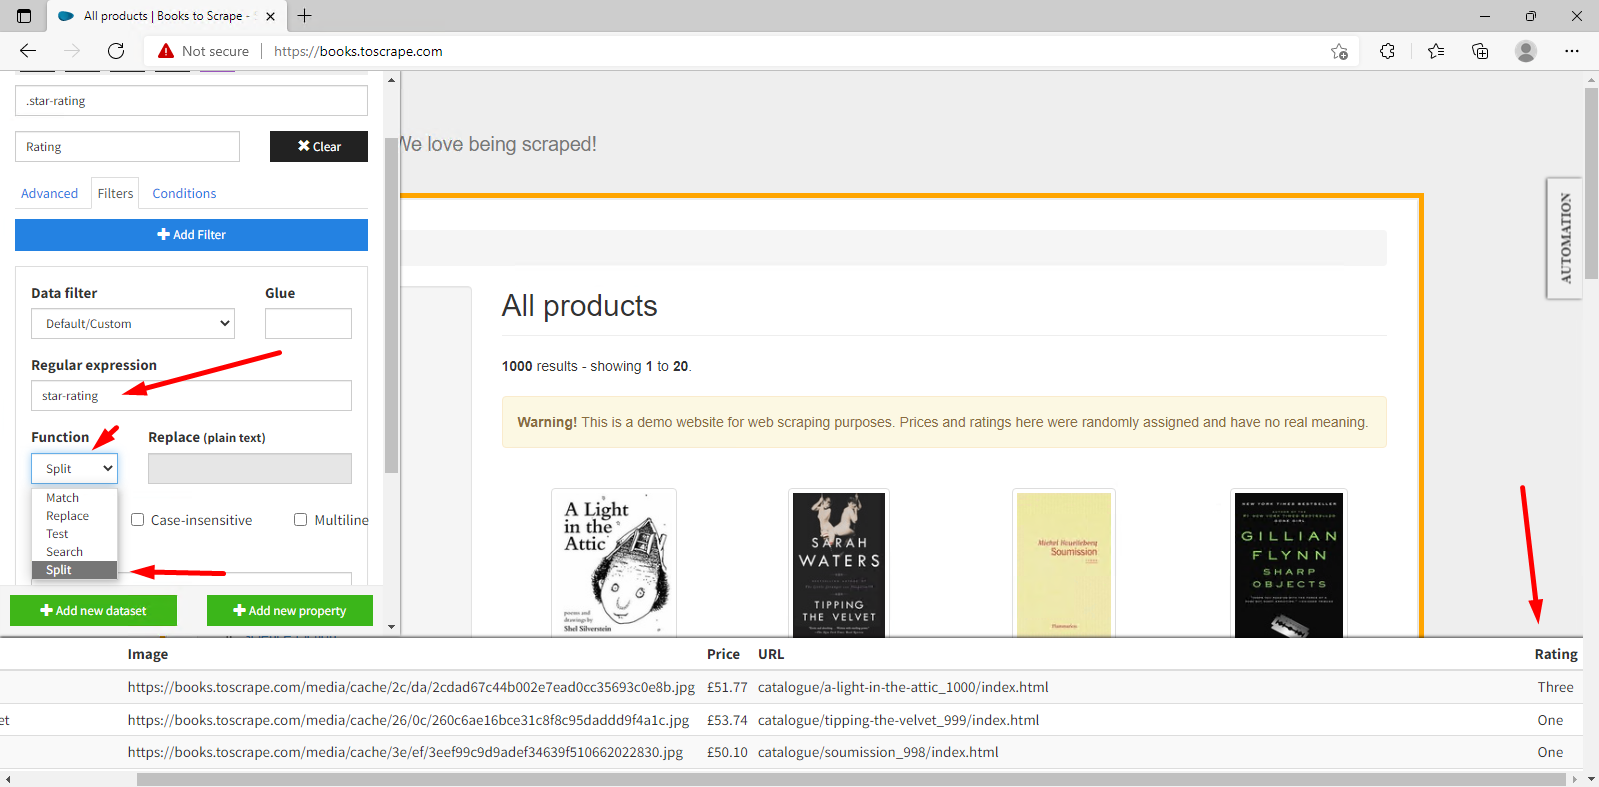 All products | Books to Scrape - S
Not secure
https://books.toscrape.com
.star-rating
Rating
Clear
Advanced
Filters
Conditions
Add Filter
Data filter
Glue
Default/Custom
Regular expression
star-rating
Function
Replace (plain text)
Split
Match
Replace
Test
Search
Split
Case-insensitive
Multiline
Add new dataset
Add new property
We love being scraped!
AUTOMATION
All products
1000 results - showing 1 to 20.
Warning! This is a demo website for web scraping purposes. Prices and ratings here were randomly assigned and have no real meaning.
A Light
in the
Attic
poems and
drawings by
Shel Silverstein
SARAH
WATERS
TIPPING
THE VELVET
Michel Houellebecq
Soumission
Flammarion
NEW YORK TIMES BESTSELLER
GONE GIRL
GILLIAN
FLYNN
SHARP
OBJECTS
Image
Price
URL
Rating
https://books.toscrape.com/media/cache/2c/da/2cdad67c44b002e7ead0cc35693c0e8b.jpg
£51.77
catalogue/a-light-in-the-attic_1000/index.html
Three
et
https://books.toscrape.com/media/cache/26/0c/260c6ae16bce31c8f8c95daddd9f4a1c.jpg
£53.74
catalogue/tipping-the-velvet_999/index.html
One
https://books.toscrape.com/media/cache/3e/ef/3eef99c9d9adef34639f510662022830.jpg
£50.10
catalogue/soumission_998/index.html
One